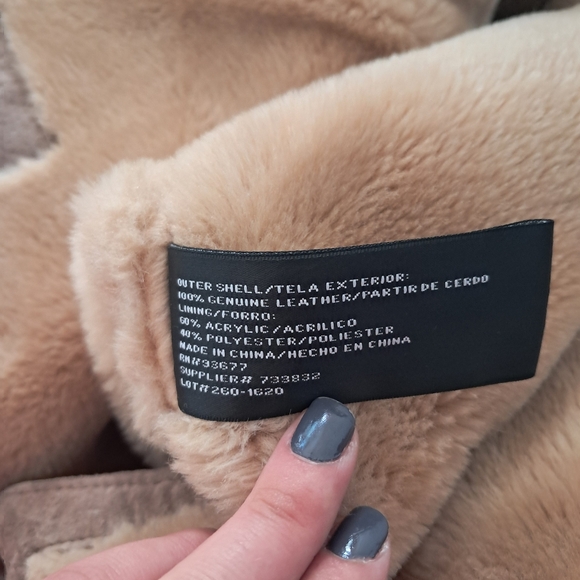 OUTER SHELL/TELA EXTERIOR:
100% GENUINE LEATHER/PARTIR DE CERDO
LINING/FORRO:
60% ACRYLIC/ACRILICO
40% POLYESTER/POLIESTER
MADE IN CHINA/HECHO EN CHINA
RN#93677
SUPPLIER# 733832
LOT#260-1620